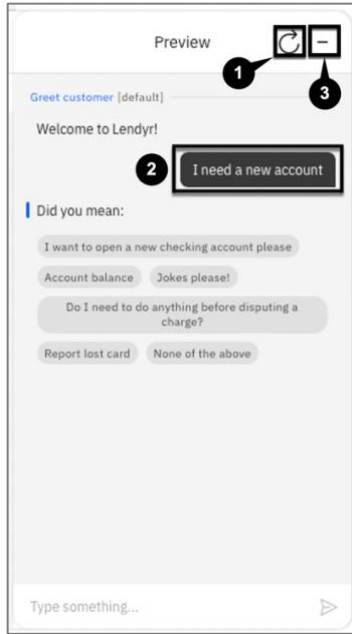 Preview
1
3
Greet customer [default]
Welcome to Lendyr!
2
I need a new account
Did you mean:
I want to open a new checking account please
Account balance Jokes please!
Do I need to do anything before disputing a
charge?
Report lost card None of the above
Type something...